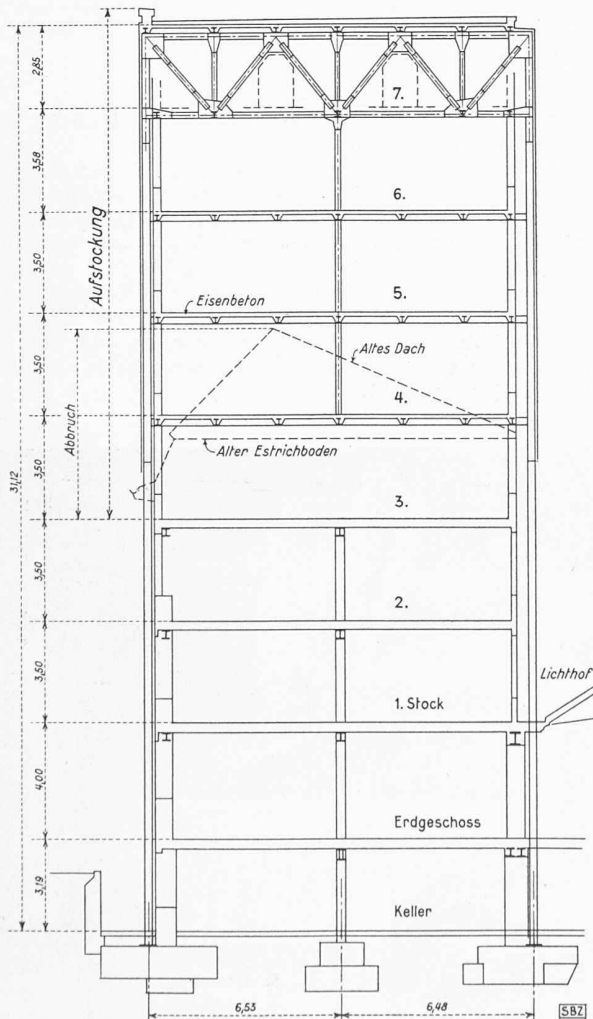 2,85
7.
3,58
6.
Aufstockung
3,50
5.
Eisenbeton
Altes Dach
3,50
Abbruch
4.
Alter Estrichboden
3,50
31,12
3.
3,50
2.
3,50
Lichthof
1. Stock
4,00
Erdgeschoss
3,19
Keller
6,53
6,48
SBZ